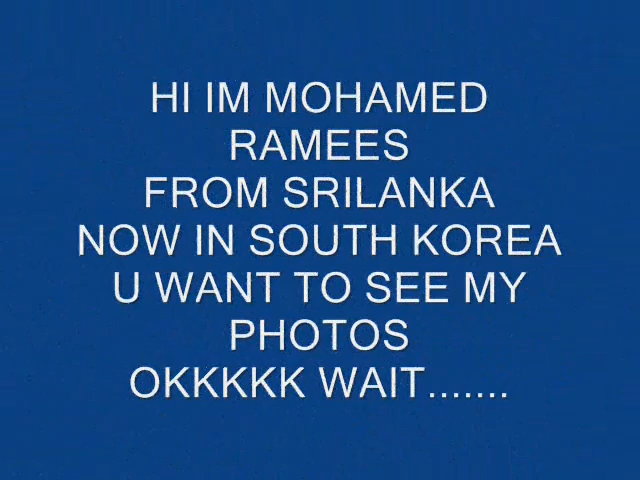 HI IM MOHAMED
RAMEES
FROM SRILANKA
NOW IN SOUTH KOREA
U WANT TO SEE MY
PHOTOS
OKKKKK WAIT.......